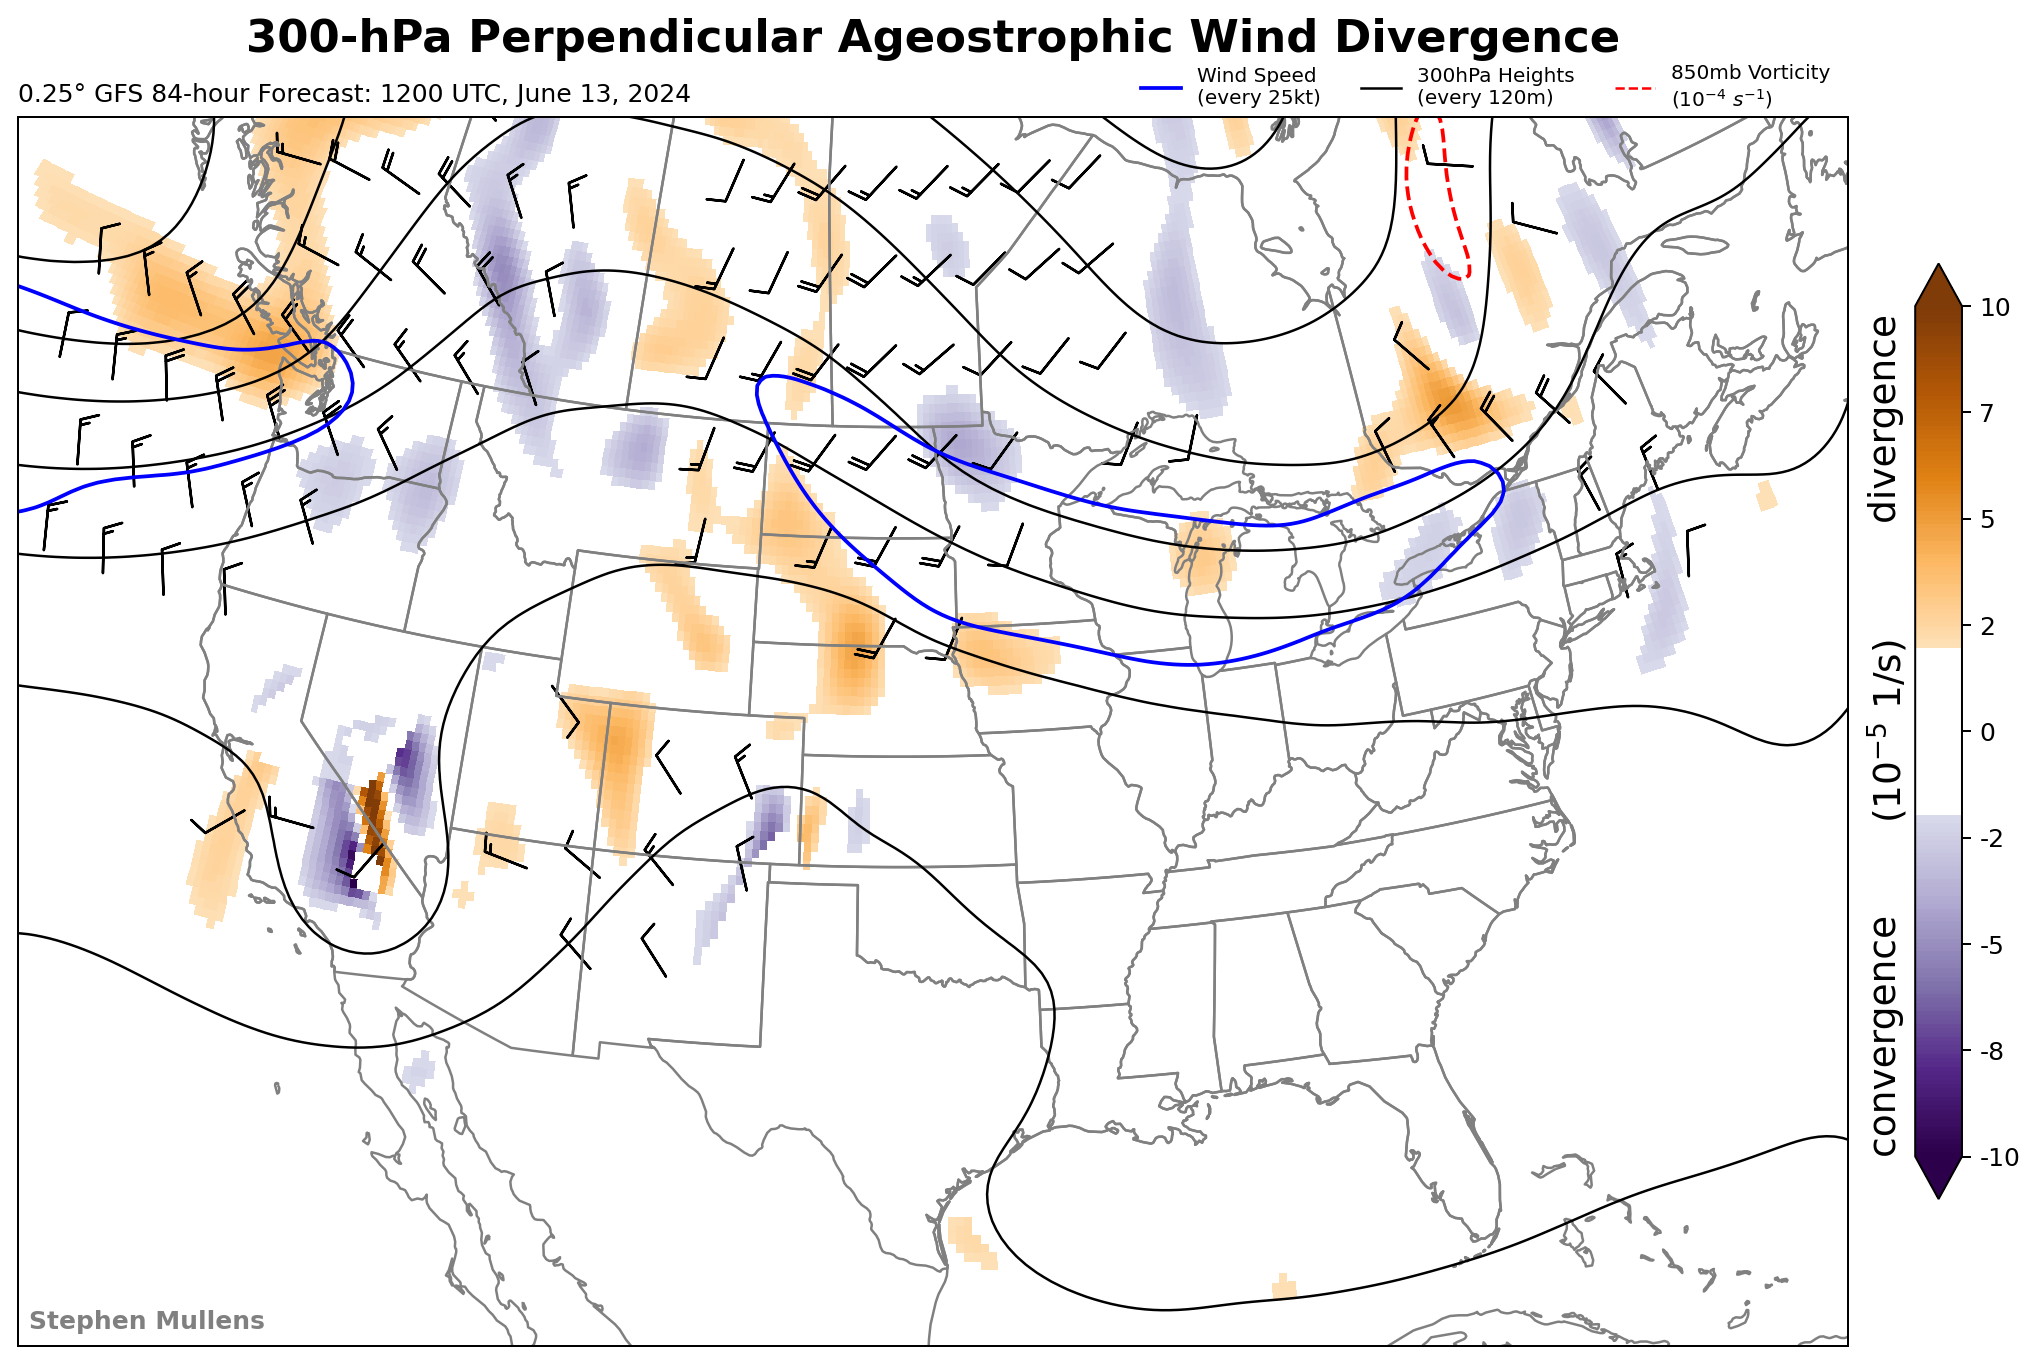 300-hPa Perpendicular Ageostrophic Wind Divergence
0.25° GFS 84-hour Forecast: 1200 UTC, June 13, 2024
Wind Speed
(every 25kt)
300hPa Heights
(every 120m)
850mb Vorticity
(10⁻⁴ s⁻¹)
10
7
5
2
0
-2
-5
-8
-10
convergence (10⁻⁵ 1/s) divergence
Stephen Mullens